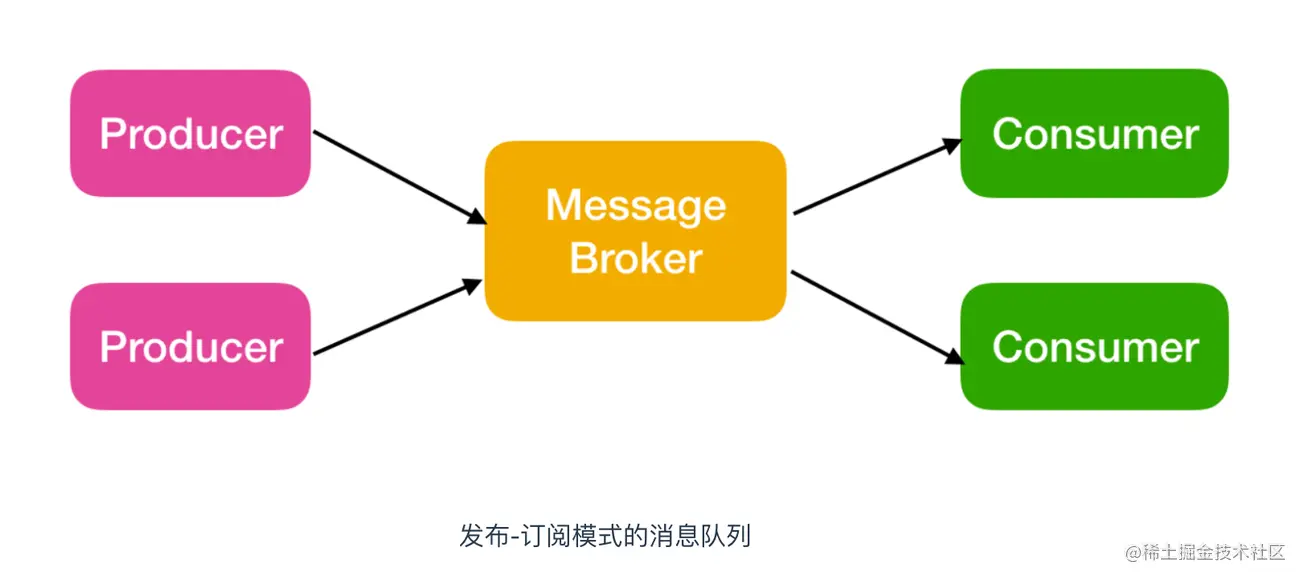 Producer
Message
Broker
Consumer
Producer
Consumer
发布-订阅模式的消息队列
@稀土掘金技术社区